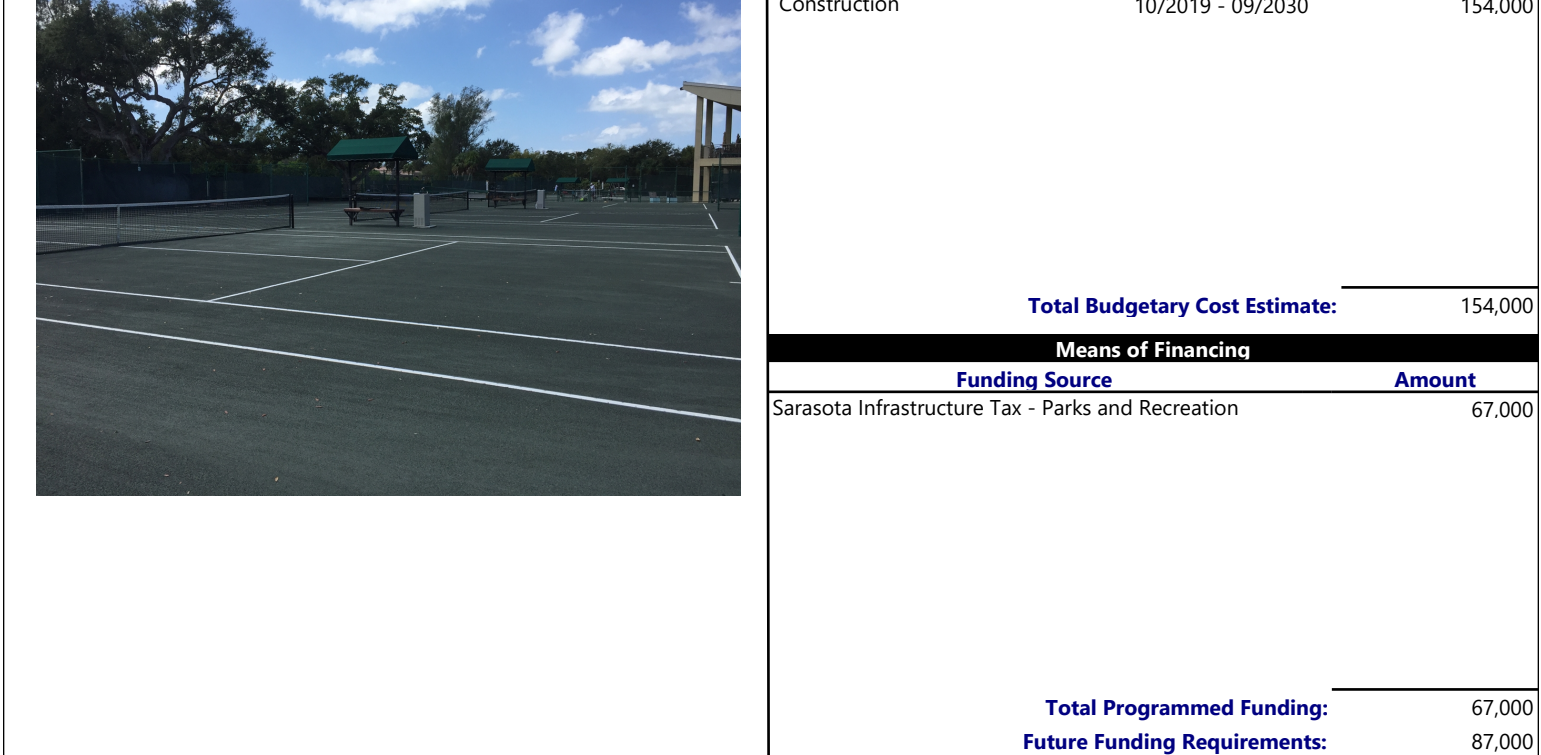 Construction 10/2019 - 09/2030 154,000
Total Budgetary Cost Estimate: 154,000
Means of Financing
Funding Source Amount
Sarasota Infrastructure Tax - Parks and Recreation 67,000
Total Programmed Funding: 67,000
Future Funding Requirements: 87,000